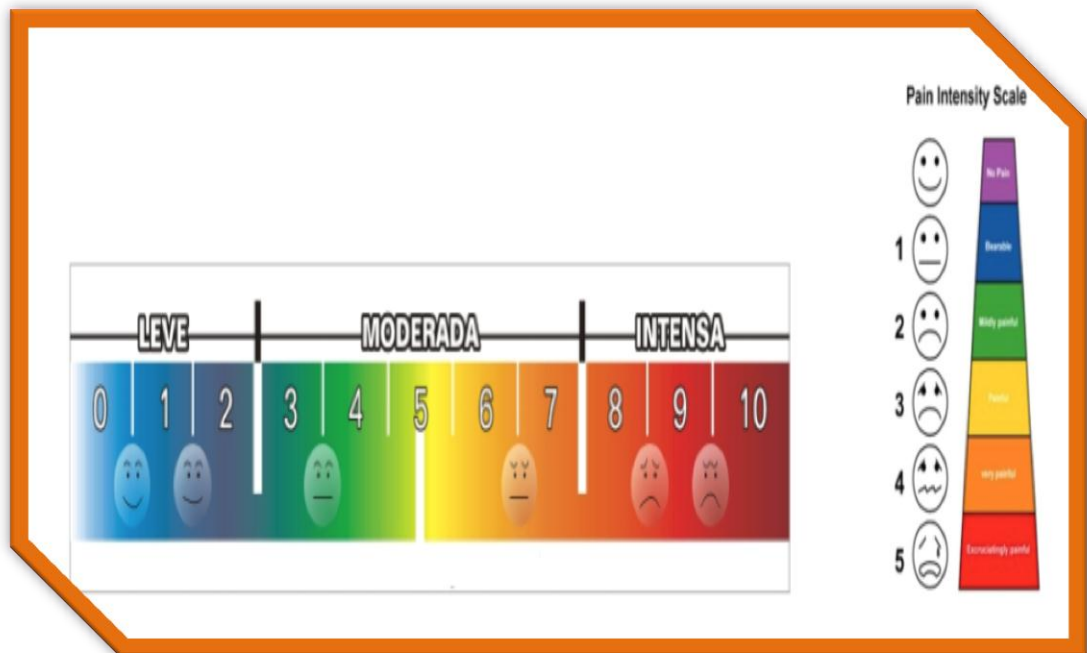 Pain Intensity Scale
No Pain
1 Bearable
2 Mildly painful
3 Painful
4 very painful
5 Excruciatingly painful
LEVE MODERADA INTENSA
0 1 2 3 4 5 6 7 8 9 10